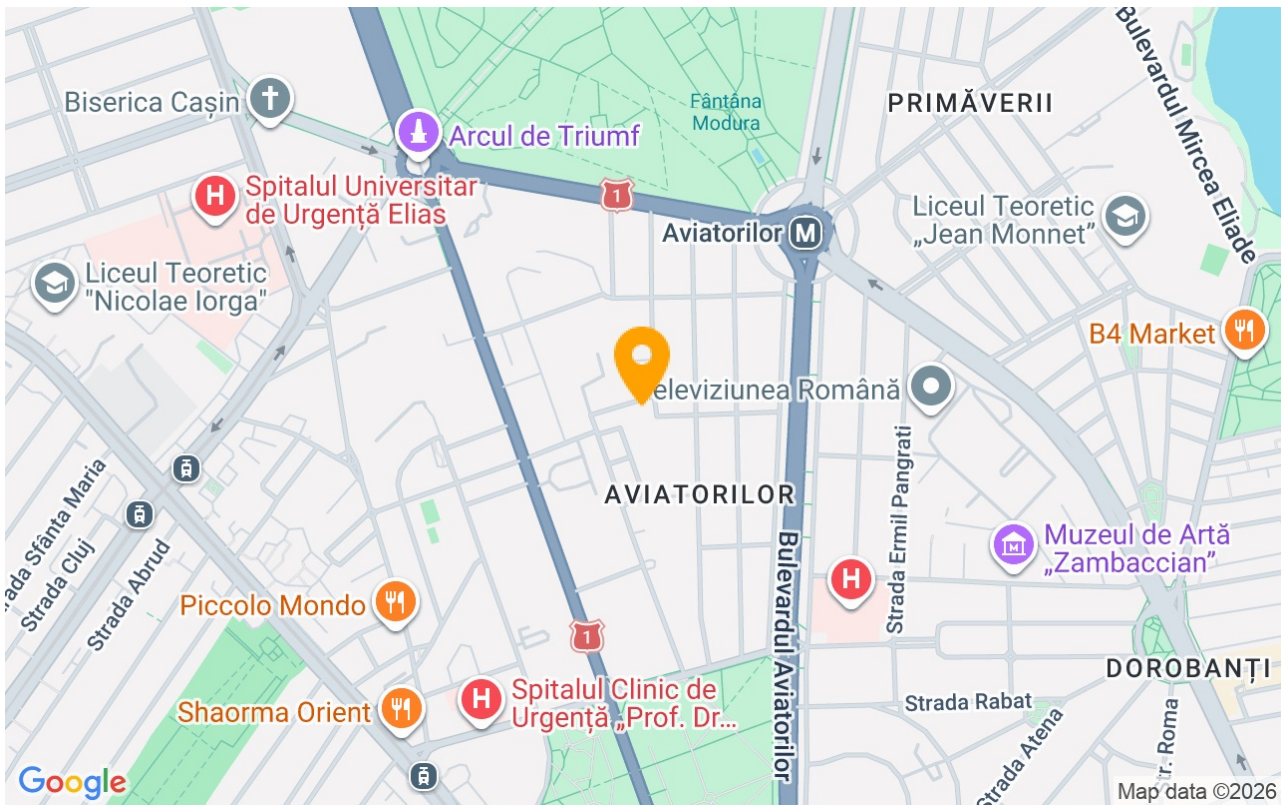 Bulevardul Mircea Eliade
Biserica Cașin
Arcul de Triumf
Fântâna
Modura
PRIMĂVERII
Spitalul Universitar
de Urgență Elias
1
Aviatorilor
M
Liceul Teoretic
„Jean Monnet”
H
Liceul Teoretic
"Nicolae Iorga"
B4 Market
eleviziunea Română
AVIATORILOR
Strada Ermil Pangrati
Strada Cluj
Strada Abrud
Muzeul de Artă
„Zambaccian”
M
H
Piccolo Mondo
1
Bulevardul Aviatorilor
DOROBANȚI
H
Spitalul Clinic de
Urgență „Prof. Dr...
Shaorma Orient
Strada Rabat
Strada Atena
Google
Map data ©2026
rada Sfânta Maria
tr. Roma